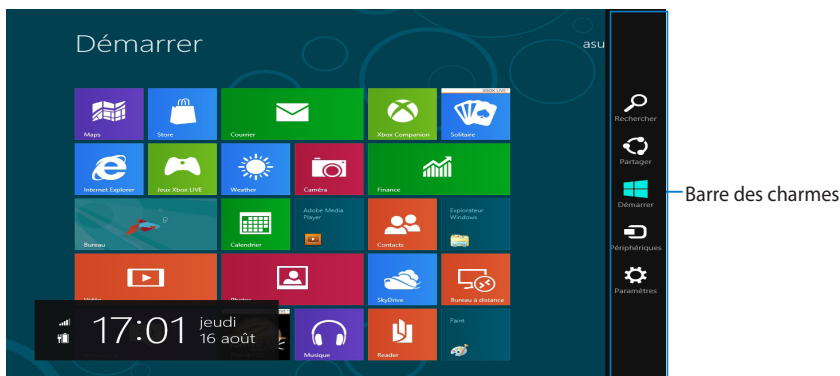 Démarrer
asu
XBOX LIVE
Maps
Store
Courrier
Xbox Companion
Solitaire
Internet Explorer
Jeux Xbox LIVE
Weather
Caméra
Finance
Bureau
Calendrier
Adobe Media
Player
Contacts
Explorateur
Windows
SkyDrive
Bureau à distance
Musique
Reader
Paint
17:01
jeudi
16 août
Rechercher
Partager
Démarrer
Périphériques
Paramètres
Barre des charmes